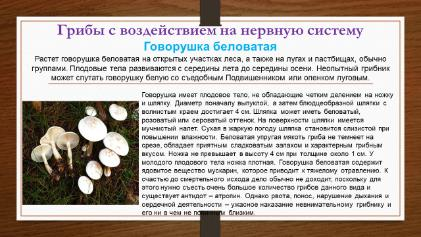 Грибы с воздействием на нервную систему
Говорушка беловатая
Растет говорушка беловатая на открытых участках леса, а также на лугах и пастбищах, обычно
группами. Плодовые тела развиваются с середины лета до середины осени. Неопытный грибник
может спутать говорушку белую со съедобным Подвишенником или опенком луговым.
Говорушка имеет плодовое тело, не обладающее четким делением на ножку
и шляпку. Диаметр поначалу выпуклой, а затем блюдцеобразной шляпки с
волнистым краем достигает 4 см. Шляпка может иметь беловатый,
розоватый или сероватый оттенок. На поверхности шляпки имеется
мучнистый налет. Сухая в жаркую погоду шляпка становится слизистой при
повышении влажности. Беловатая упругая мякоть гриба не темнеет на
срезе, обладает приятным сладковатым запахом и характерным грибным
вкусом. Ножка не превышает в высоту 4 см при толщине около 1 см. У
молодого плодового тела ножка плотная. Говорушка беловатая содержит
ядовитое вещество мускарин, которое приводит к тяжелому отравлению. К
счастью до смертельного исхода дело обычно не доходит, поскольку для
этого нужно съесть очень большое количество грибов данного вида и
существует антидот – атропин. Однако рвота, понос, нарушение дыхания и
сердечной деятельности – ужасное наказание невнимательному грибнику и
его ни в чем не повинным близким.